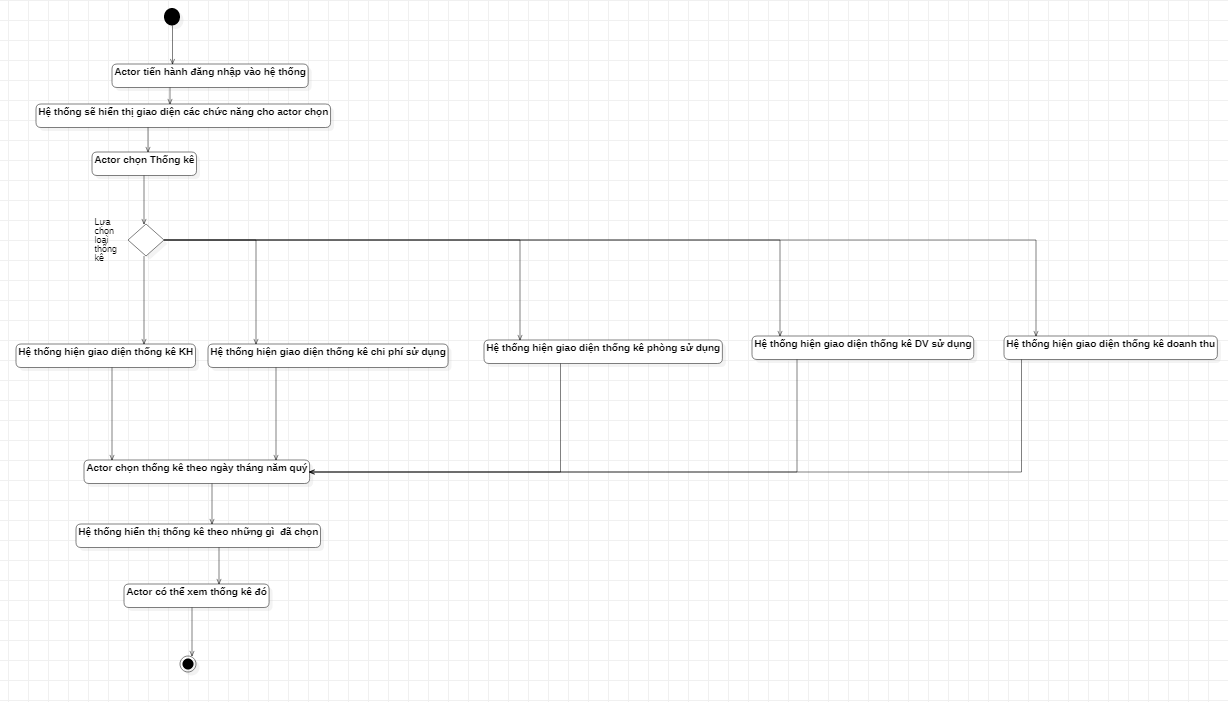 Actor tiến hành đăng nhập vào hệ thống
Hệ thống sẽ hiển thị giao diện các chức năng cho actor chọn
Actor chọn Thống kê
Lựa
chọn
loại
thống
kê
Hệ thống hiện giao diện thống kê KH
Hệ thống hiện giao diện thống kê chi phí sử dụng
Hệ thống hiện giao diện thống kê phòng sử dụng
Hệ thống hiện giao diện thống kê DV sử dụng
Hệ thống hiện giao diện thống kê doanh thu
Actor chọn thống kê theo ngày tháng năm quý
Hệ thống hiển thị thống kê theo những gì  đã chọn
Actor có thể xem thống kê đó